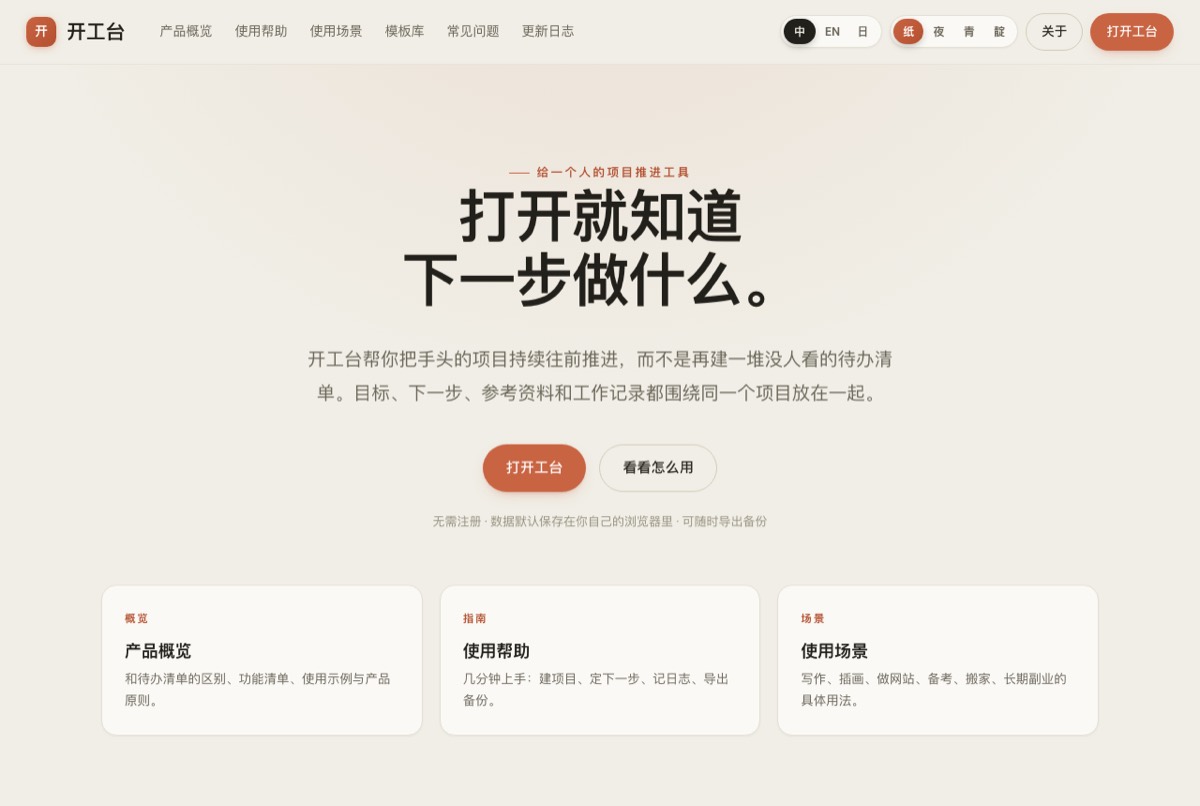 开 开工台 产品概览 使用帮助 使用场景 模板库 常见问题 更新日志 中 EN 日 纸 夜 青 靛 关于 打开工台
—— 给一个人的项目推进工具
打开就知道
下一步做什么。
开工台帮你把手头的项目持续往前推进，而不是再建一堆没人看的待办清
单。目标、下一步、参考资料和工作记录都围绕同一个项目放在一起。
打开工台 看看怎么用
无需注册 · 数据默认保存在你自己的浏览器里 · 可随时导出备份
概览
产品概览
和待办清单的区别、功能清单、使用示例与产品
原则。
指南
使用帮助
几分钟上手：建项目、定下一步、记日志、导出
备份。
场景
使用场景
写作、插画、做网站、备考、搬家、长期副业的
具体用法。